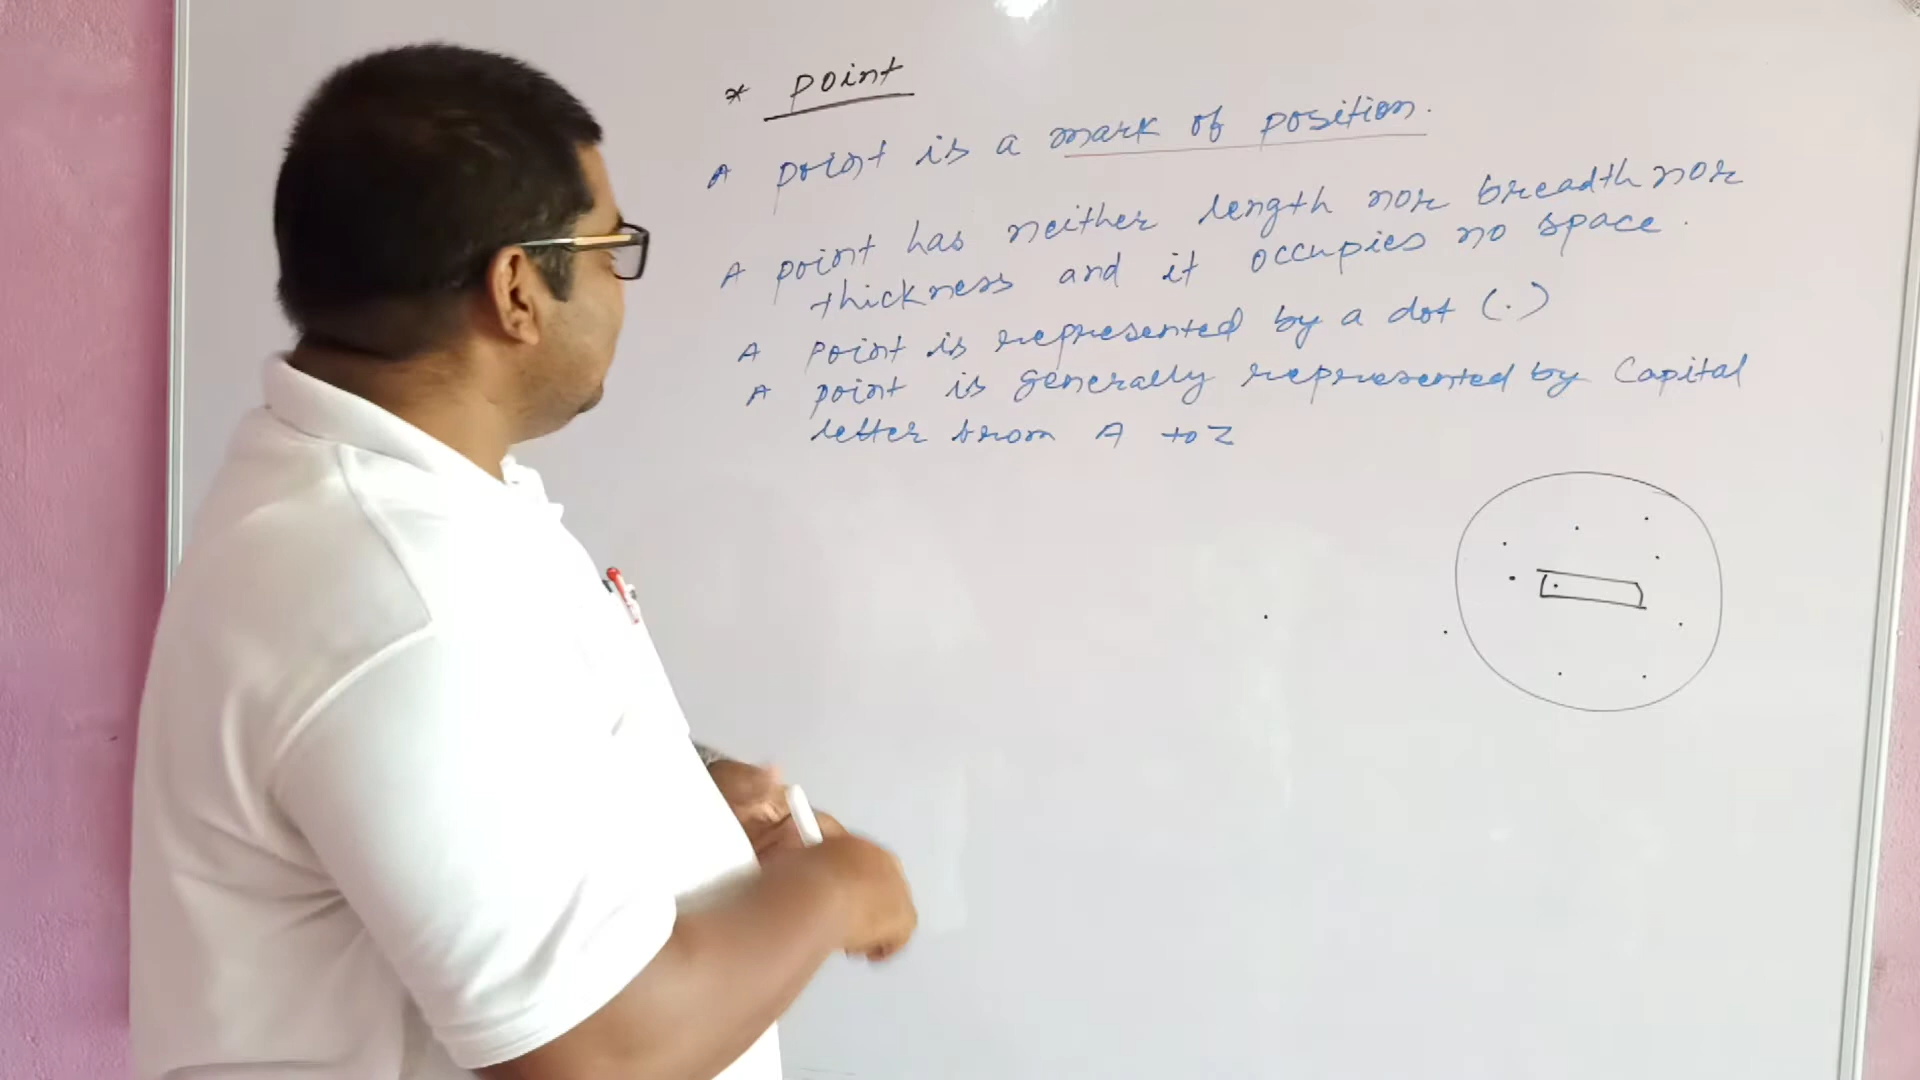 * Point
A point is a mark of position.
A point has neither length nor breadth nor
thickness and it occupies no space.
A point is represented by a dot (.)
A point is generally represented by Capital
letter from A to Z